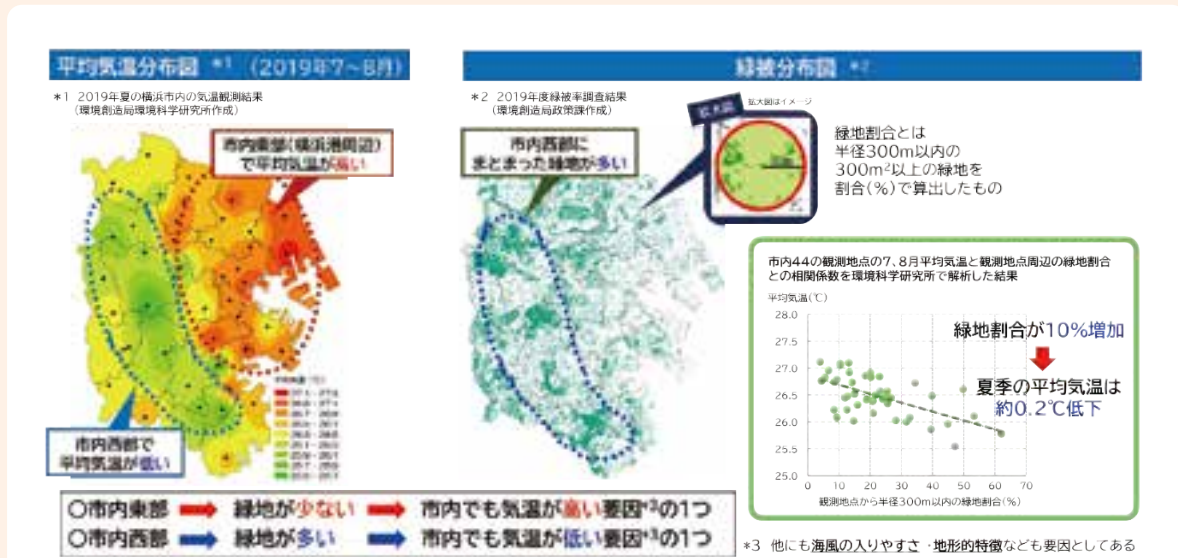 平均気温分布図 *1 (2019年7~8月)
*1 2019年夏の横浜市内の気温観測結果
(環境創造局環境科学研究所作成)
市内東部(横浜港周辺)
で平均気温が高い
市内西部で
平均気温が低い
緑被分布図 *2
*2 2019年度緑被率調査結果
(環境創造局政策課作成)
市内西部に
まとまった緑地が多い
拡大図
拡大図はイメージ
緑地割合とは
半径300m以内の
300m²以上の緑地を
割合(%)で算出したもの
市内44の観測地点の7、8月平均気温と観測地点周辺の緑地割合
との相関係数を環境科学研究所で解析した結果
平均気温(℃)
28.0
27.0
26.5
26.0
25.5
25.0
0 10 20 30 40 50 60 70
観測地点から半径300m以内の緑地割合(%)
緑地割合が10%増加
夏季の平均気温は
約0.2℃低下
○市内東部 緑地が少ない 市内でも気温が高い要因*3の1つ
○市内西部 緑地が多い 市内でも気温が低い要因*3の1つ
*3 他にも海風の入りやすさ・地形的特徴なども要因としてある